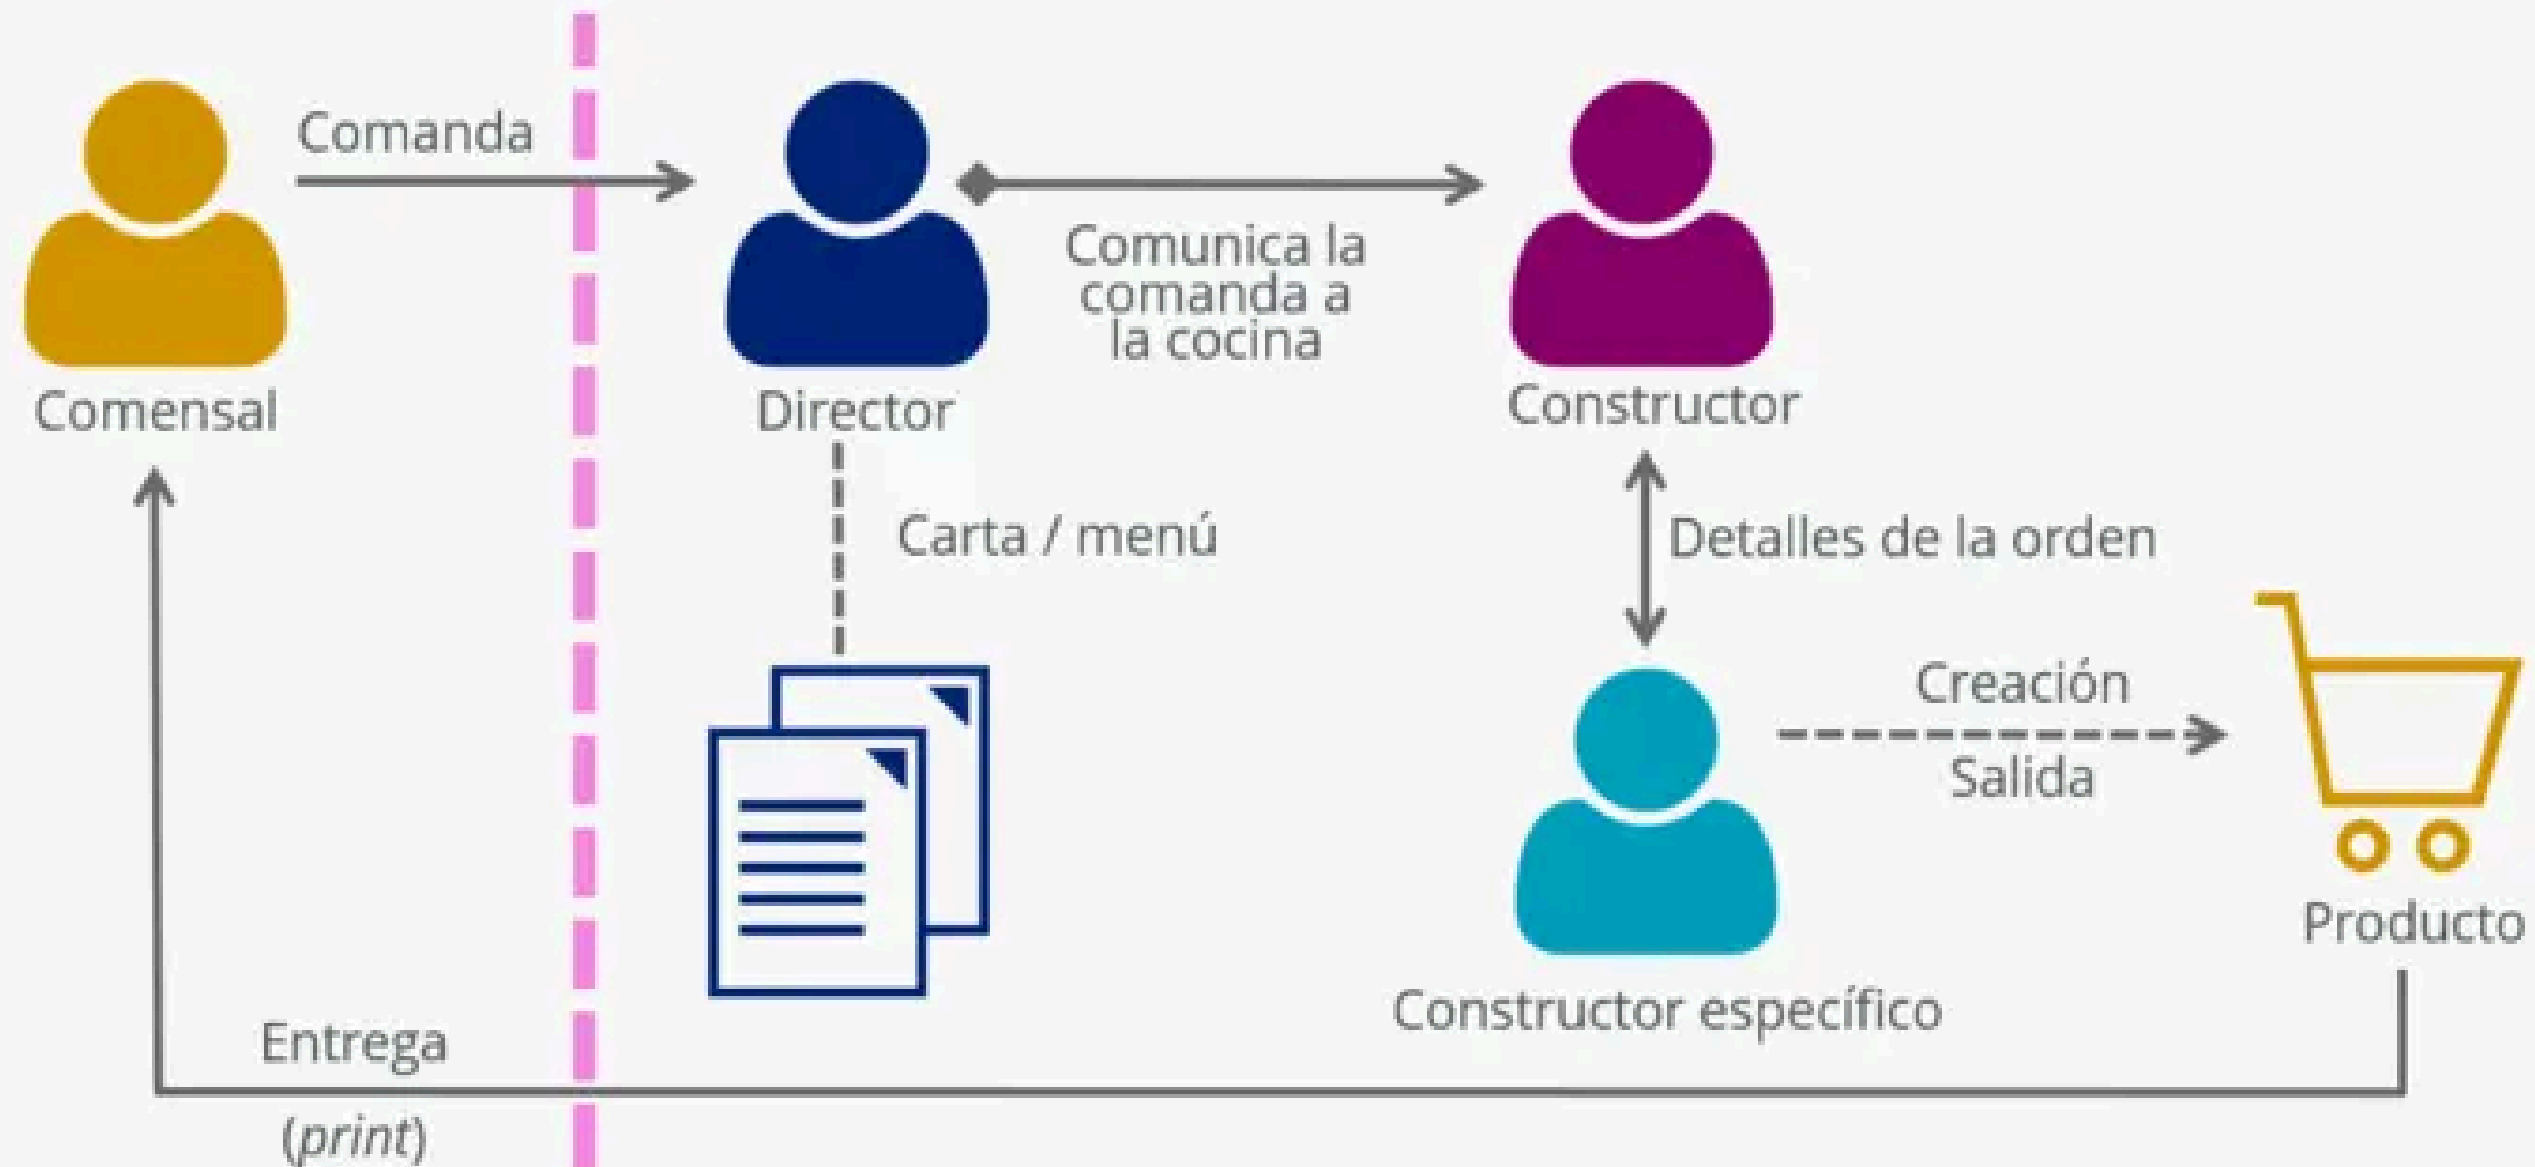 Comanda
Comunica la
comanda a
la cocina
Comensal
Director
Constructor
Carta / menú
Detalles de la orden
Creación
Salida
Producto
Constructor específico
Entrega
(print)